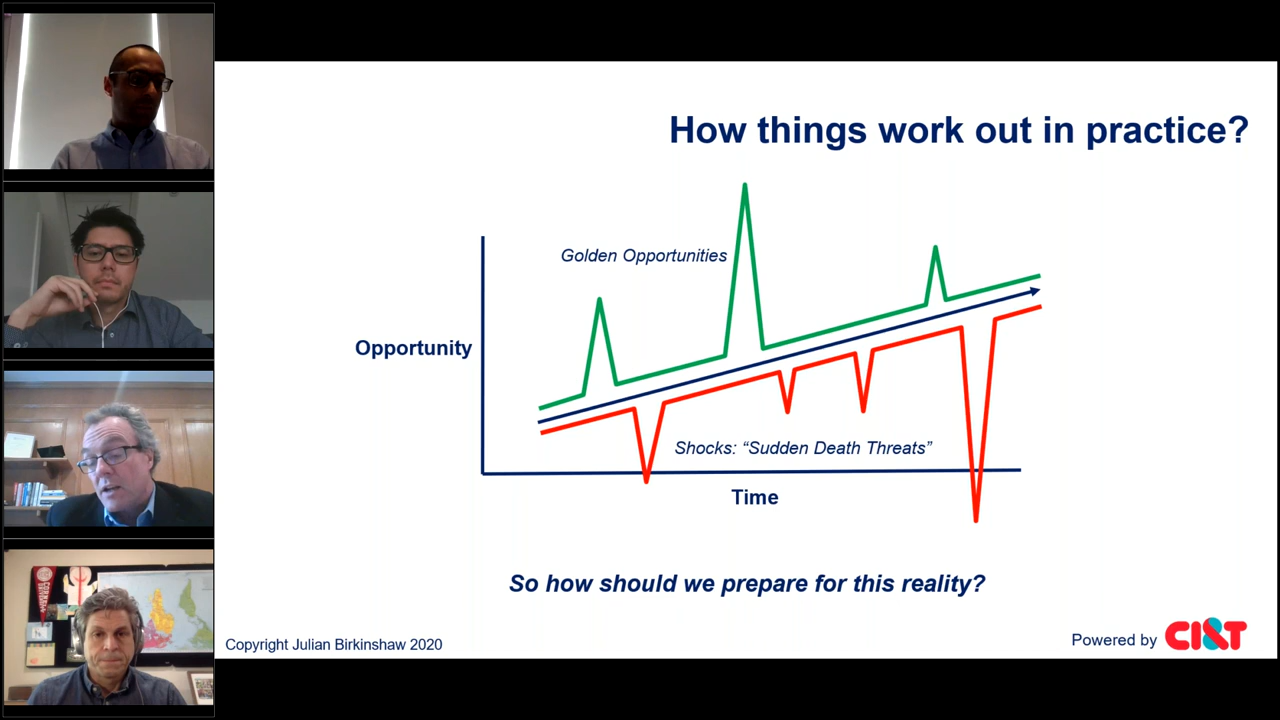 How things work out in practice?
Golden Opportunities
Opportunity
Shocks: “Sudden Death Threats”
Time
So how should we prepare for this reality?
Copyright Julian Birkinshaw 2020
Powered by CI&T